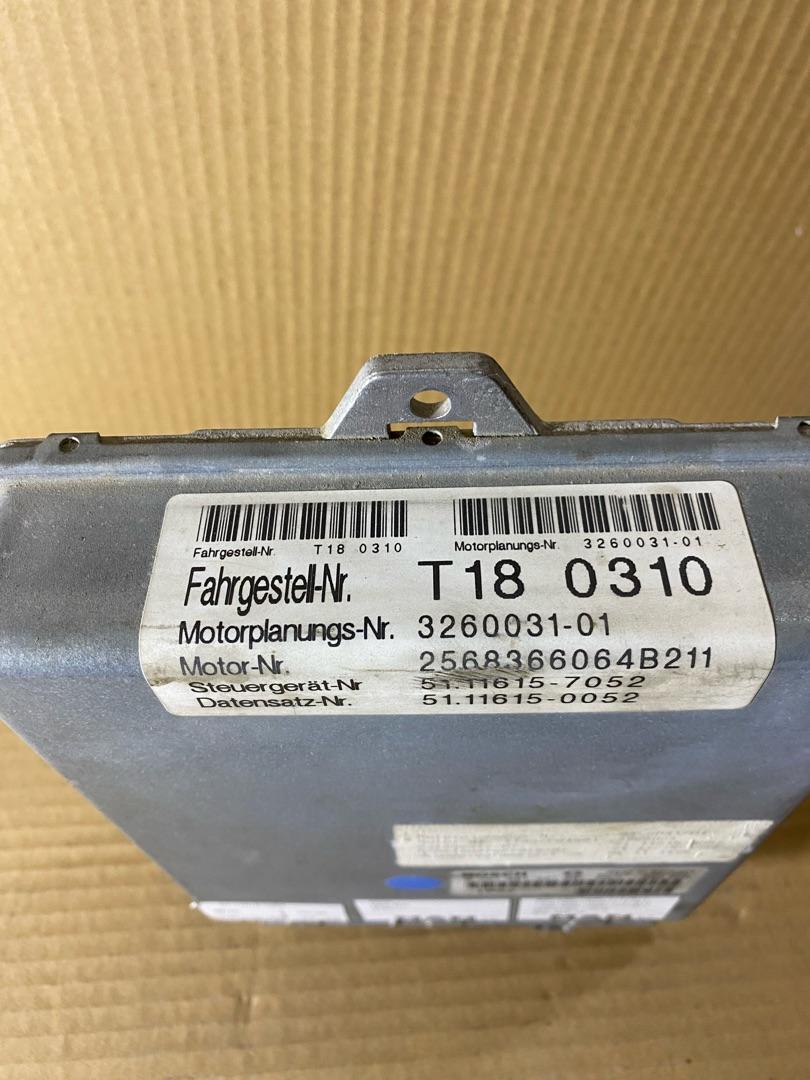 Fahrgestell-Nr. T18 0310 Motorplanungs-Nr. 3260031-01
Fahrgestell-Nr. T18 0310
Motorplanungs-Nr. 3260031-01
Motor-Nr. 2568366064B211
Steuergerät-Nr 51.11615-7052
Datensatz-Nr. 51.11615-0052
BOSCH